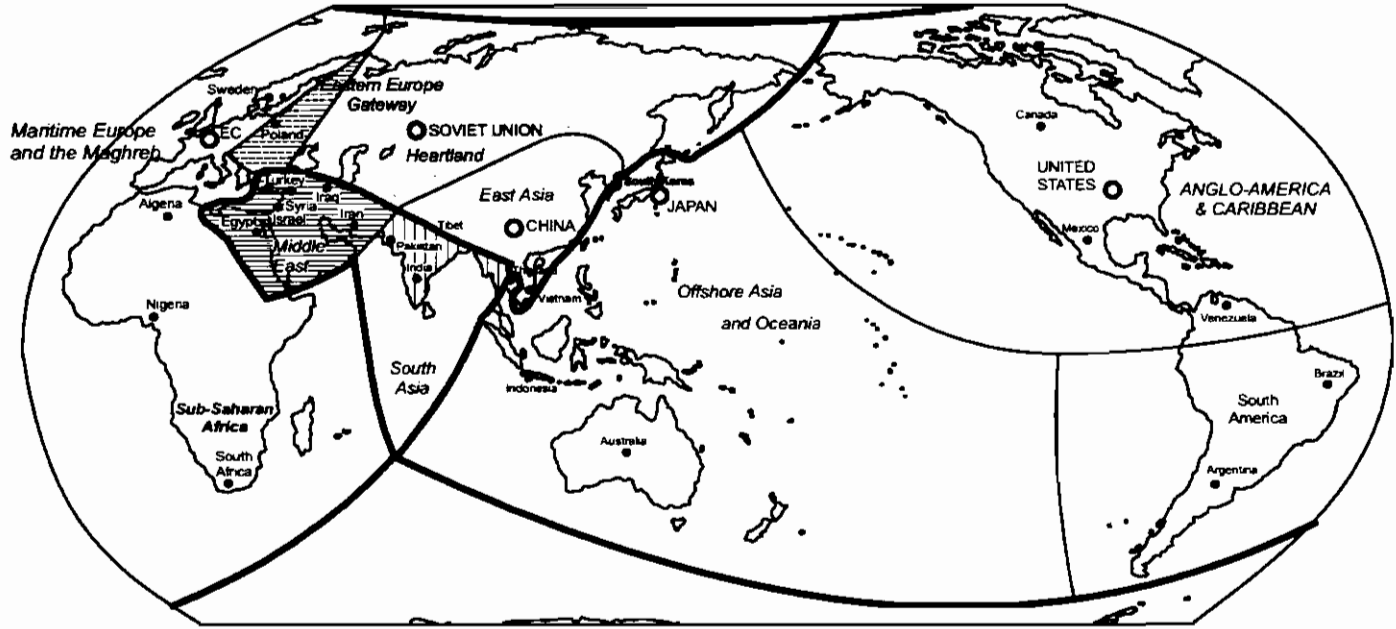 Eastern Europe
Gateway
Sweden
Maritime Europe
and the Maghreb
EC
Poland
SOVIET UNION
Heartland
Canada
UNITED
STATES
ANGLO-AMERICA
& CARIBBEAN
Turkey
Iraq
Syria
Israel
Iran
Egypt
Algeria
Middle
East
East Asia
CHINA
Tibet
South Korea
JAPAN
Mexico
Pakistan
India
Vietnam
Offshore Asia
and Oceania
Nigeria
Venezuela
South
Asia
Indonesia
Brazil
South
America
Sub-Saharan
Africa
South
Africa
Australia
Argentina